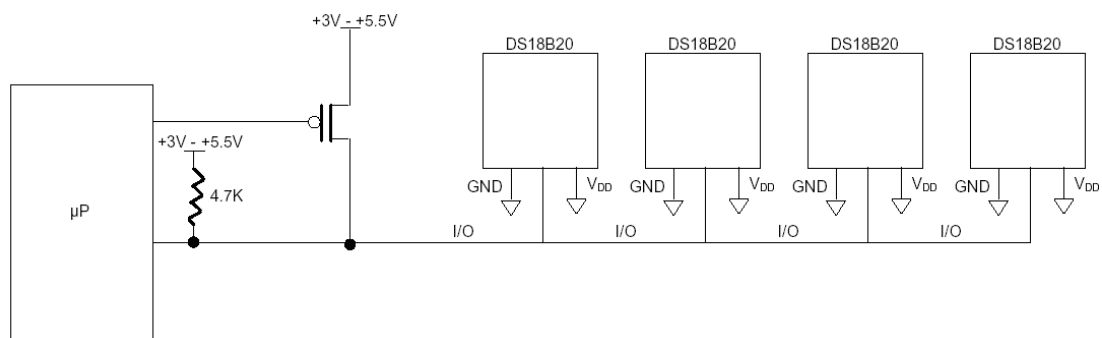 +3V - +5.5V
DS18B20 DS18B20 DS18B20 DS18B20
+3V - +5.5V
4.7K
GND VDD GND VDD GND VDD GND VDD
µP
I/O I/O I/O I/O